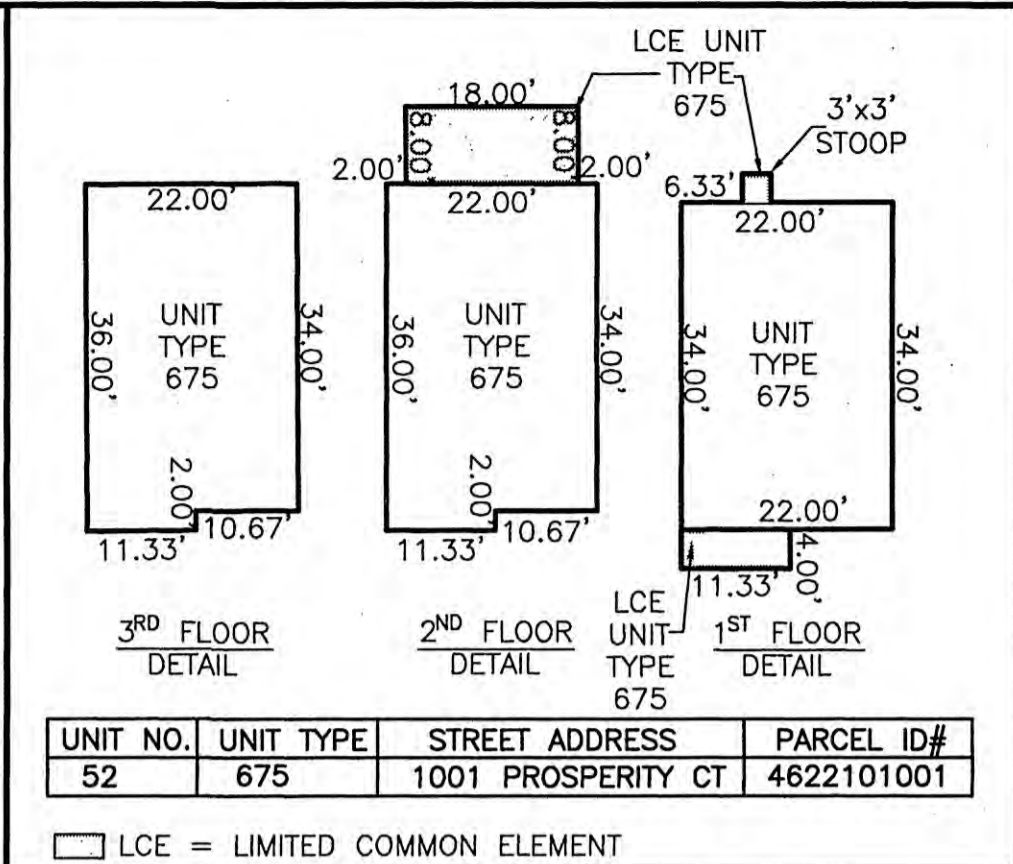 LCE UNIT
TYPE
675
3'x3'
STOOP
18.00'
8.00'
8.00'
2.00'
2.00'
6.33'
22.00'
22.00'
22.00'
36.00'
UNIT
TYPE
675
34.00'
36.00'
UNIT
TYPE
675
34.00'
34.00'
UNIT
TYPE
675
34.00'
2.00'
10.67'
11.33'
2.00'
10.67'
11.33'
22.00'
4.00'
11.33'
LCE
UNIT
TYPE
675
3RD FLOOR
DETAIL
2ND FLOOR
DETAIL
1ST FLOOR
DETAIL
UNIT NO. UNIT TYPE STREET ADDRESS PARCEL ID#
52 675 1001 PROSPERITY CT 4622101001
LCE = LIMITED COMMON ELEMENT